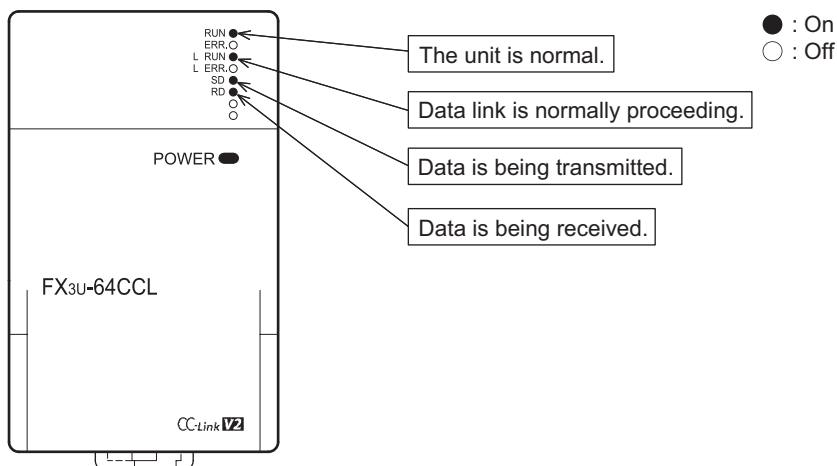 RUN
ERR.
L RUN
L ERR.
SD
RD
POWER
FX3U-64CCL
CC-Link V2
The unit is normal.
Data link is normally proceeding.
Data is being transmitted.
Data is being received.
: On
: Off